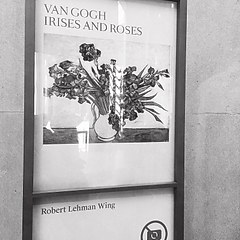 VAN GOGH
IRISES AND ROSES
Robert Lehman Wing